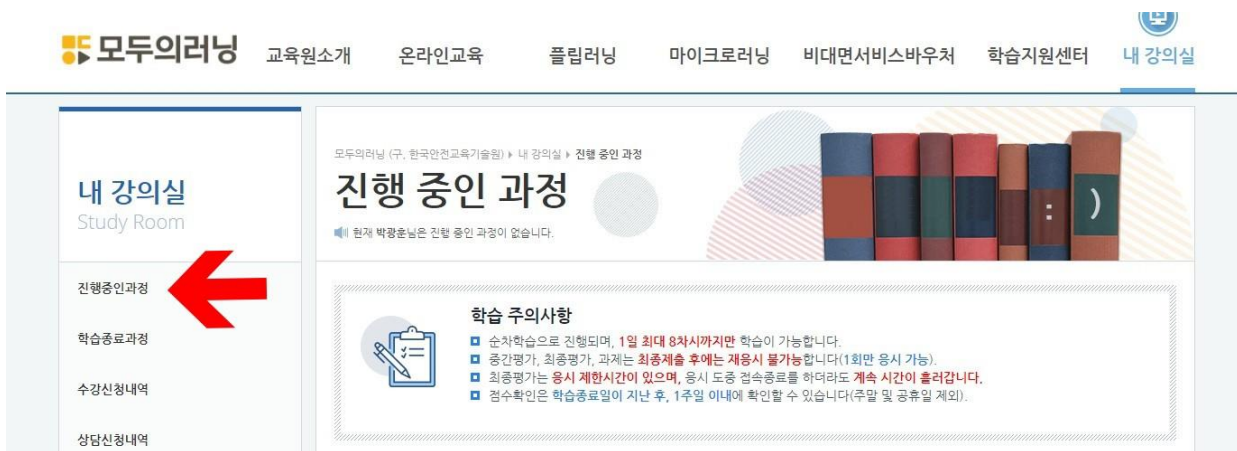 모두의러닝
교육원소개 온라인교육 플립러닝 마이크로러닝 비대면서비스바우처 학습지원센터 내 강의실
내 강의실
Study Room
진행중인과정
학습종료과정
수강신청내역
상담신청내역
모두의러닝 (구, 한국안전교육기술원) ▸ 내 강의실 ▸ 진행 중인 과정
진행 중인 과정
현재 박광훈님은 진행 중인 과정이 없습니다.
: )
학습 주의사항
순차학습으로 진행되며, 1일 최대 8차시까지만 학습이 가능합니다.
중간평가, 최종평가, 과제는 최종제출 후에는 재응시 불가능합니다(1회만 응시 가능).
최종평가는 응시 제한시간이 있으며, 응시 도중 접속종료를 하더라도 계속 시간이 흘러갑니다.
점수확인은 학습종료일이 지난 후, 1주일 이내에 확인할 수 있습니다(주말 및 공휴일 제외).